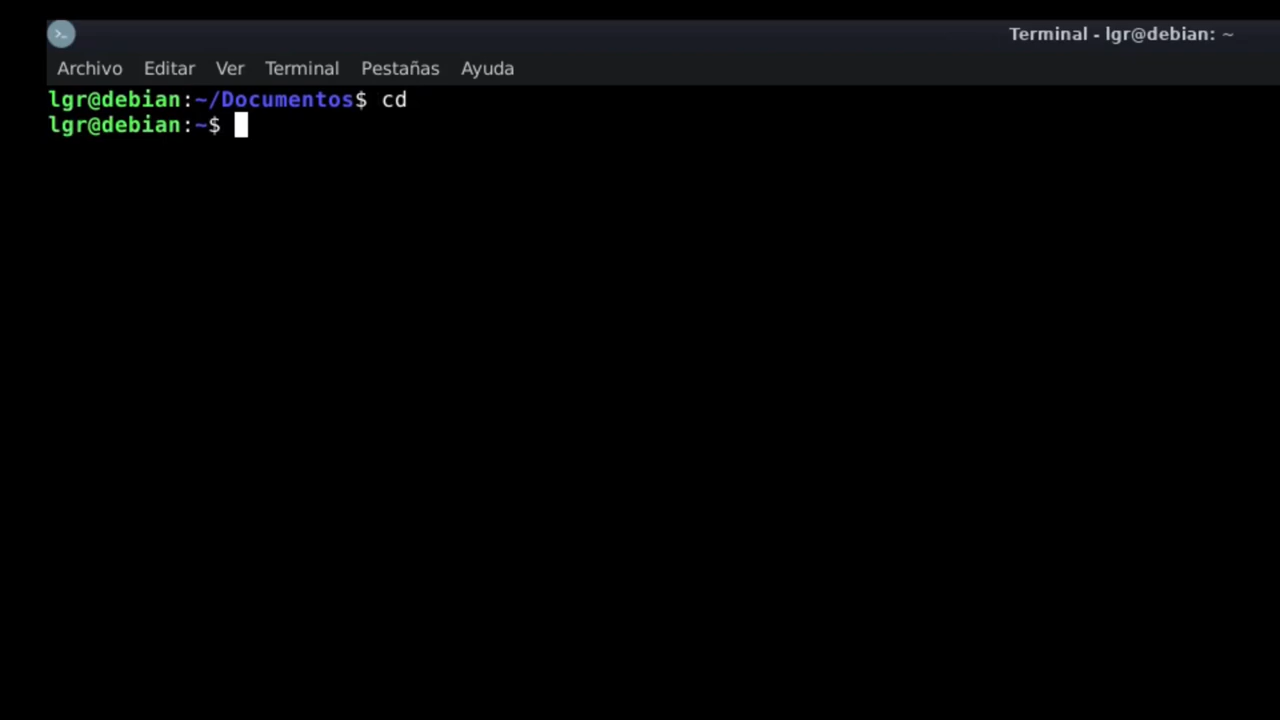 Terminal - lgr@debian: ~
Archivo Editar Ver Terminal Pestañas Ayuda
lgr@debian:~/Documentos$ cd
lgr@debian:~$